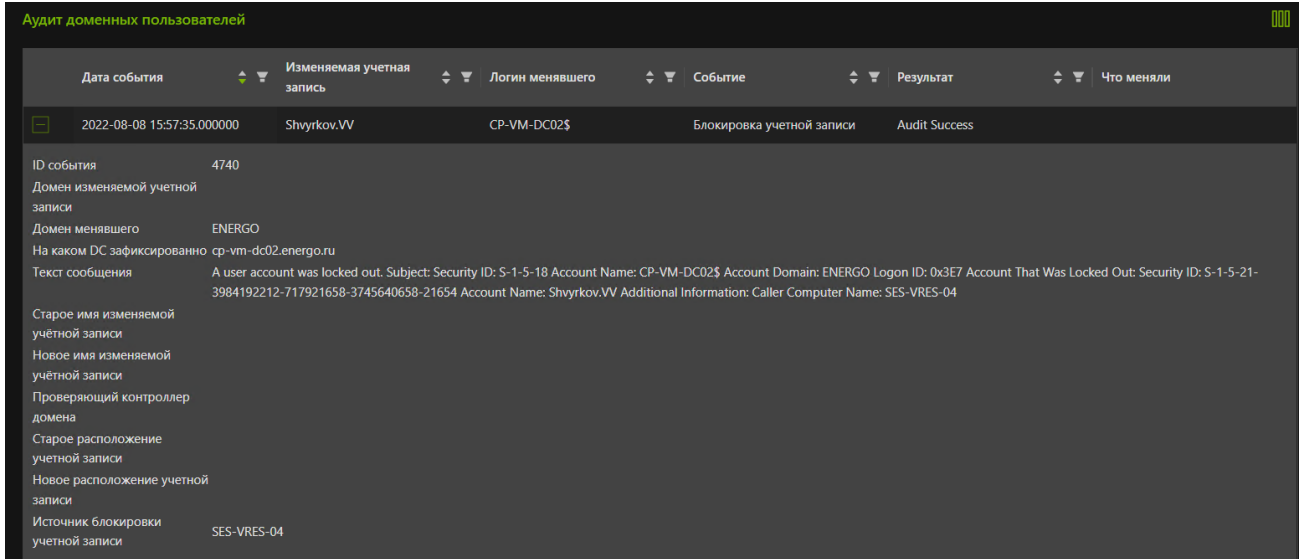 Аудит доменных пользователей
Дата события
Изменяемая учетная
запись
Логин менявшего
Событие
Результат
Что меняли
2022-08-08 15:57:35.000000 Shvyrkov.VV CP-VM-DC02$ Блокировка учетной записи Audit Success
ID события 4740
Домен изменяемой учетной
записи
Домен менявшего ENERGO
На каком DC зафиксированно cp-vm-dc02.energo.ru
Текст сообщения A user account was locked out. Subject: Security ID: S-1-5-18 Account Name: CP-VM-DC02$ Account Domain: ENERGO Logon ID: 0x3E7 Account That Was Locked Out: Security ID: S-1-5-21-
3984192212-717921658-3745640658-21654 Account Name: Shvyrkov.VV Additional Information: Caller Computer Name: SES-VRES-04
Старое имя изменяемой
учётной записи
Новое имя изменяемой
учётной записи
Проверяющий контроллер
домена
Старое расположение
учетной записи
Новое расположение учетной
записи
Источник блокировки
учетной записи
SES-VRES-04